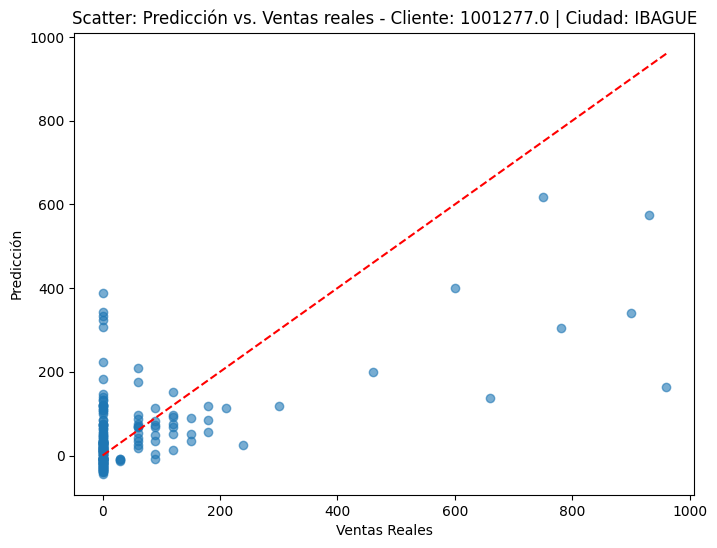 Scatter: Predicción vs. Ventas reales - Cliente: 1001277.0 | Ciudad: IBAGUE
1000
800
600
400
200
0
Predicción
0 200 400 600 800 1000
Ventas Reales